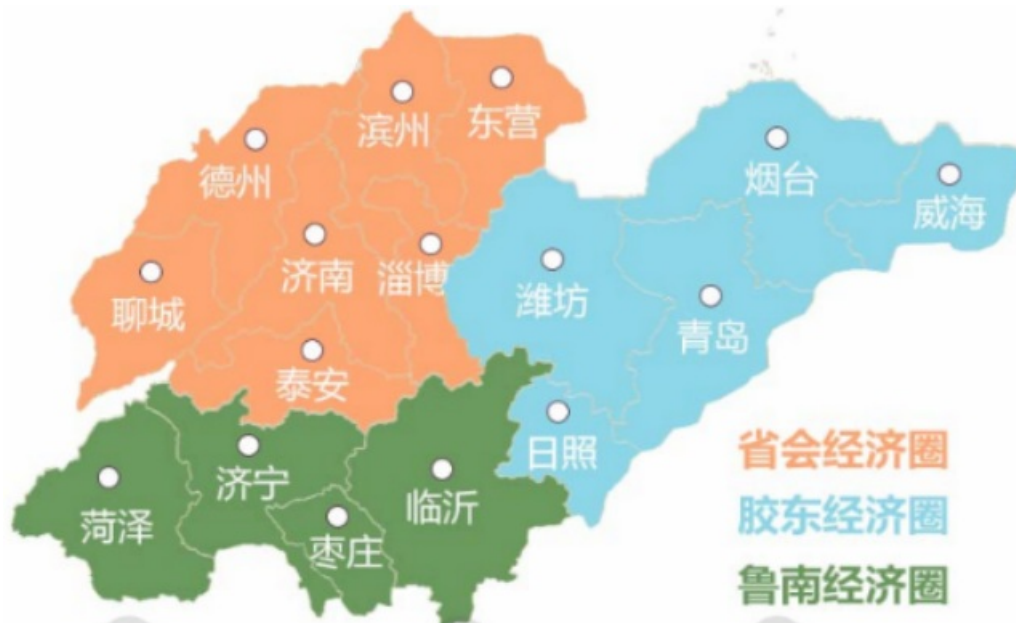 滨州
东营
德州
烟台
威海
济南
淄博
潍坊
聊城
青岛
泰安
日照
省会经济圈
济宁
临沂
胶东经济圈
菏泽
枣庄
鲁南经济圈